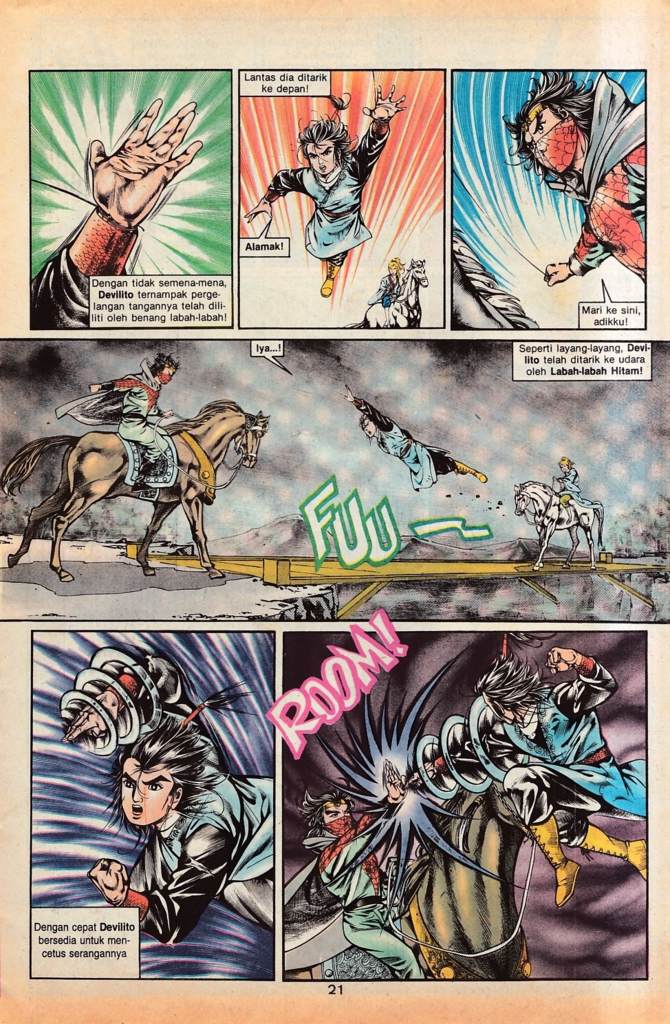 Dengan tidak semena-mena,
Devilito ternampak perge-
langan tangannya telah dili-
liti oleh benang labah-labah!
Lantas dia ditarik
ke depan!
Alamak!
Mari ke sini,
adikku!
Iya...!
Seperti layang-layang, Devi-
lito telah ditarik ke udara
oleh Labah-labah Hitam!
FUU
Dengan cepat Devilito
bersedia untuk men-
cetus serangannya
ROOM!
21